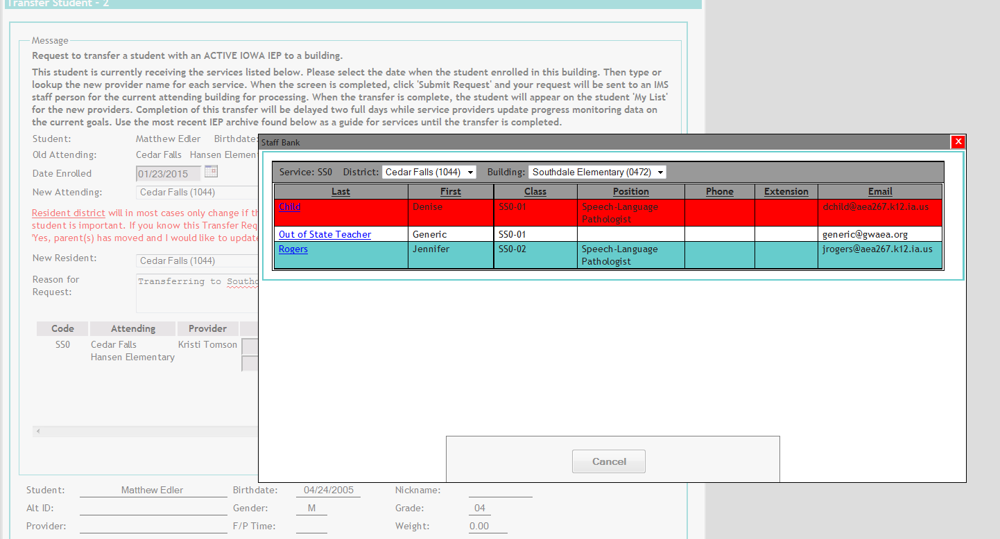 Transfer Student - 2
Message
Request to transfer a student with an ACTIVE IOWA IEP to a building.
This student is currently receiving the services listed below. Please select the date when the student enrolled in this building. Then type or
lookup the new provider name for each service. When the screen is completed, click 'Submit Request' and your request will be sent to an IMS
staff person for the current attending building for processing. When the transfer is complete, the student will appear on the student 'My List'
for the new providers. Completion of this transfer will be delayed two full days while service providers update progress monitoring data on
the current goals. Use the most recent IEP archive found below as a guide for services until the transfer is completed.
Student: Matthew Edler Birthdate:
Old Attending: Cedar Falls Hansen Elemen
Date Enrolled 01/23/2015
New Attending: Cedar Falls (1044)
Resident district will in most cases only change if th
student is important. If you know this Transfer Req
'Yes, parent(s) has moved and I would like to update
New Resident: Cedar Falls (1044)
Reason for
Request:
Transferring to Southd
Code Attending Provider
SS0 Cedar Falls Kristi Tomson
Hansen Elementary
Staff Bank X
Service: SS0 District: Cedar Falls (1044) Building: Southdale Elementary (0472)
Last First Class Position Phone Extension Email
Child Denise SS0-01 Speech-Language dchild@aea267.k12.ia.us
Pathologist
Out of State Teacher Generic SS0-01 generic@gwaea.org
Rogers Jennifer SS0-02 Speech-Language jrogers@aea267.k12.ia.us
Pathologist
Cancel
Student: Matthew Edler Birthdate: 04/24/2005 Nickname:
Alt ID: Gender: M Grade: 04
Provider: F/P Time: Weight: 0.00